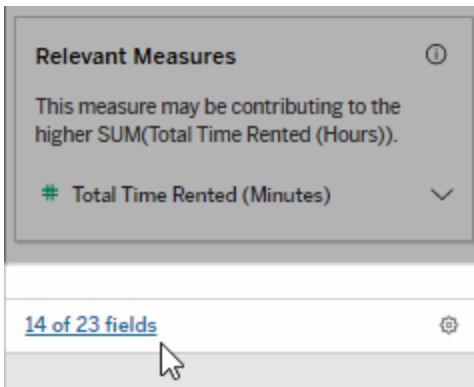 Relevant Measures
This measure may be contributing to the
higher SUM(Total Time Rented (Hours)).
# Total Time Rented (Minutes)
14 of 23 fields